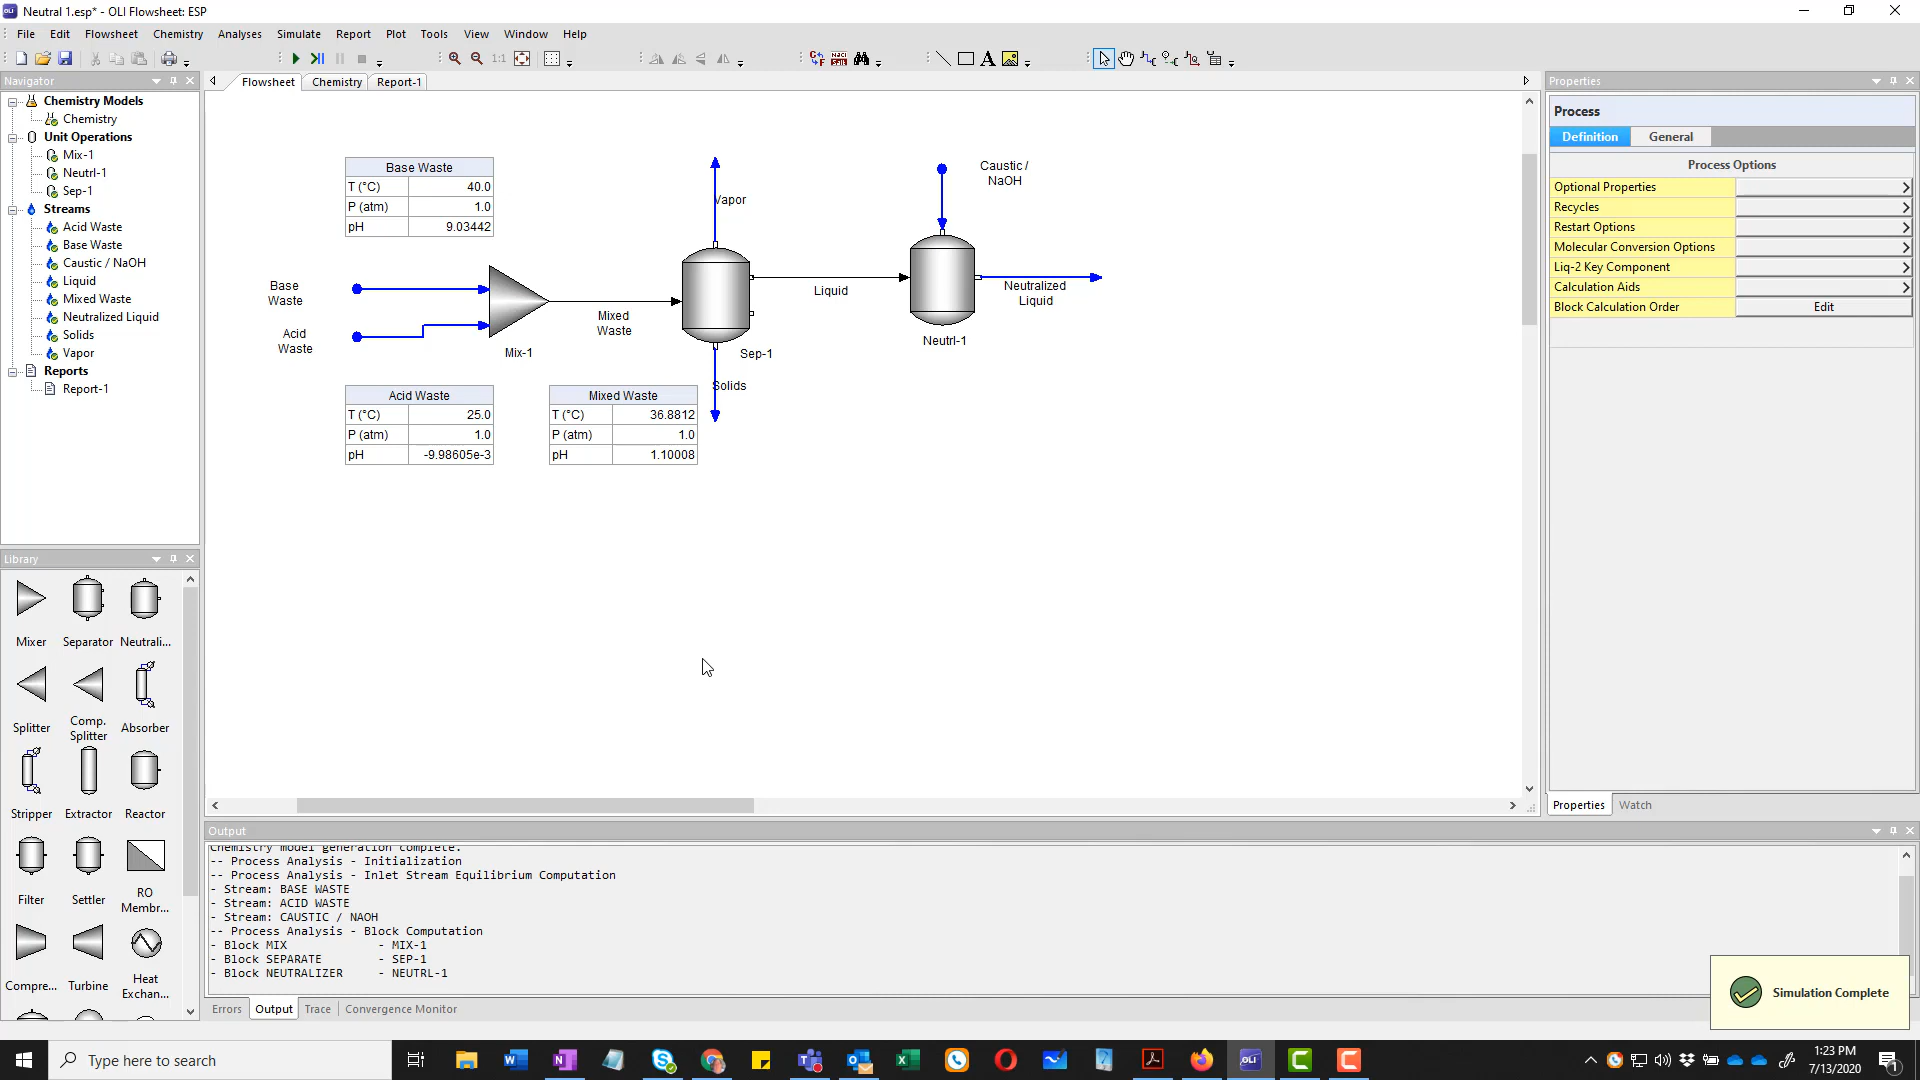 Neutral 1.esp* - OLI Flowsheet: ESP
File Edit Flowsheet Chemistry Analyses Simulate Report Plot Tools View Window Help
1:1
Navigator
Chemistry Models
Chemistry
Unit Operations
Mix-1
Neutrl-1
Sep-1
Streams
Acid Waste
Base Waste
Caustic / NaOH
Liquid
Mixed Waste
Neutralized Liquid
Solids
Vapor
Reports
Report-1
Library
Mixer Separator Neutrali...
Splitter Comp. Splitter Absorber
Stripper Extractor Reactor
Filter Settler RO Membr...
Compre... Turbine Heat Exchan...
Flowsheet Chemistry Report-1
Base Waste
T (°C) 40.0
P (atm) 1.0
pH 9.03442
Vapor
Caustic /
NaOH
Base
Waste
Acid
Waste
Mix-1
Mixed
Waste
Sep-1
Solids
Liquid
Neutrl-1
Neutralized
Liquid
Acid Waste
T (°C) 25.0
P (atm) 1.0
pH -9.98605e-3
Mixed Waste
T (°C) 36.8812
P (atm) 1.0
pH 1.10008
Properties
Process
Definition General
Process Options
Optional Properties
Recycles
Restart Options
Molecular Conversion Options
Liq-2 Key Component
Calculation Aids
Block Calculation Order Edit
Properties Watch
Output
Chemistry model generation complete.
-- Process Analysis - Initialization
-- Process Analysis - Inlet Stream Equilibrium Computation
- Stream: BASE WASTE
- Stream: ACID WASTE
- Stream: CAUSTIC / NAOH
-- Process Analysis - Block Computation
- Block MIX - MIX-1
- Block SEPARATE - SEP-1
- Block NEUTRALIZER - NEUTRL-1
Errors Output Trace Convergence Monitor
Simulation Complete
Type here to search
1:23 PM
7/13/2020